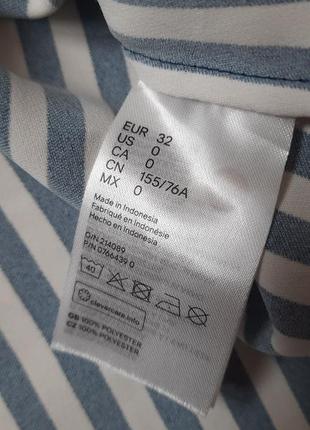 EUR 32
US 0
CA 0
CN 155/76A
MX 0
Made in Indonesia
Fabriqué en Indonésie
Hecho en Indonesia
O/N 214089
P/N 0766439 0
40
clevercare.info
GB 100% POLYESTER
CZ 100% POLYESTER